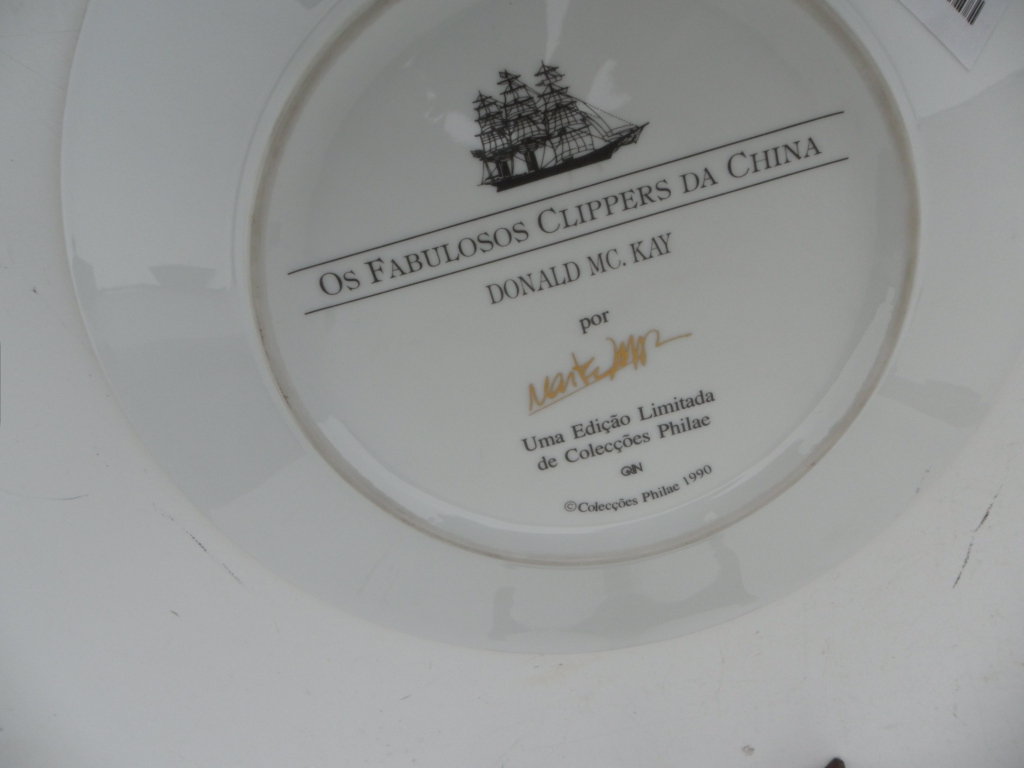 OS FABULOSOS CLIPPERS DA CHINA
DONALD MC. KAY
por
Uma Edição Limitada
de Colecções Philae
©Colecções Philae 1990